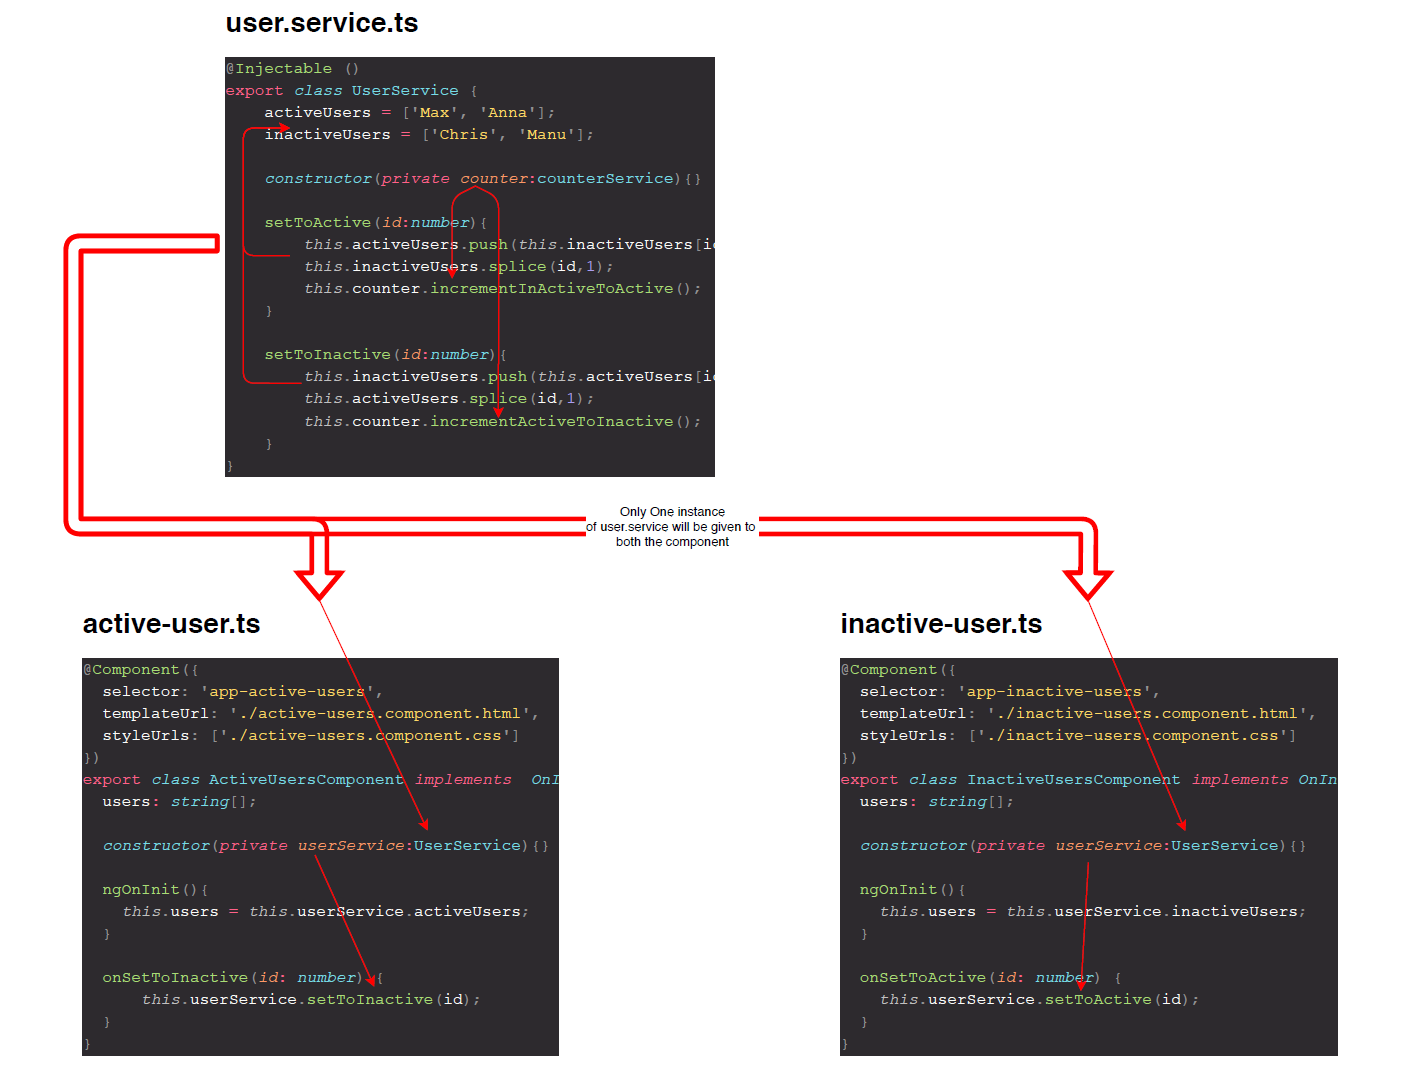 user.service.ts
@Injectable ()
export class UserService {
activeUsers = ['Max', 'Anna'];
inactiveUsers = ['Chris', 'Manu'];
constructor(private counter:counterService){}
setToActive(id:number){
this.activeUsers.push(this.inactiveUsers[id
this.inactiveUsers.splice(id,1);
this.counter.incrementInActiveToActive();
}
setToInactive(id:number){
this.inactiveUsers.push(this.activeUsers[id
this.activeUsers.splice(id,1);
this.counter.incrementActiveToInactive();
}
}
Only One instance
of user.service will be given to
both the component
active-user.ts
@Component({
selector: 'app-active-users',
templateUrl: './active-users.component.html',
styleUrls: ['./active-users.component.css']
})
export class ActiveUsersComponent implements OnI
users: string[];
constructor(private userService:UserService){}
ngOnInit(){
this.users = this.userService.activeUsers;
}
onSetToInactive(id: number) {
this.userService.setToInactive(id);
}
}
inactive-user.ts
@Component({
selector: 'app-inactive-users',
templateUrl: './inactive-users.component.html',
styleUrls: ['./inactive-users.component.css']
})
export class InactiveUsersComponent implements OnIn
users: string[];
constructor(private userService:UserService){}
ngOnInit(){
this.users = this.userService.inactiveUsers;
}
onSetToActive(id: number) {
this.userService.setToActive(id);
}
}